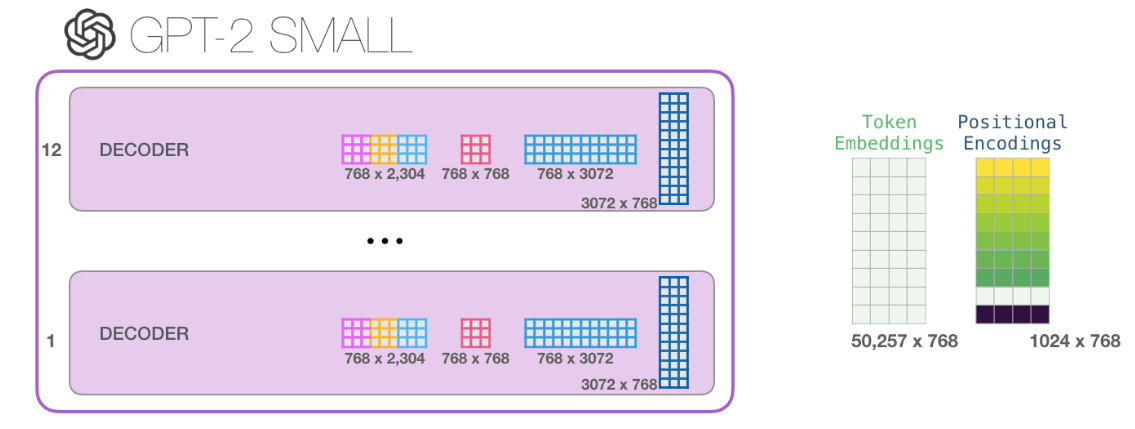 GPT-2 SMALL
12
DECODER
768 x 2,304
768 x 768
768 x 3072
3072 x 768
...
1
DECODER
768 x 2,304
768 x 768
768 x 3072
3072 x 768
Token
Embeddings
50,257 x 768
Positional
Encodings
1024 x 768